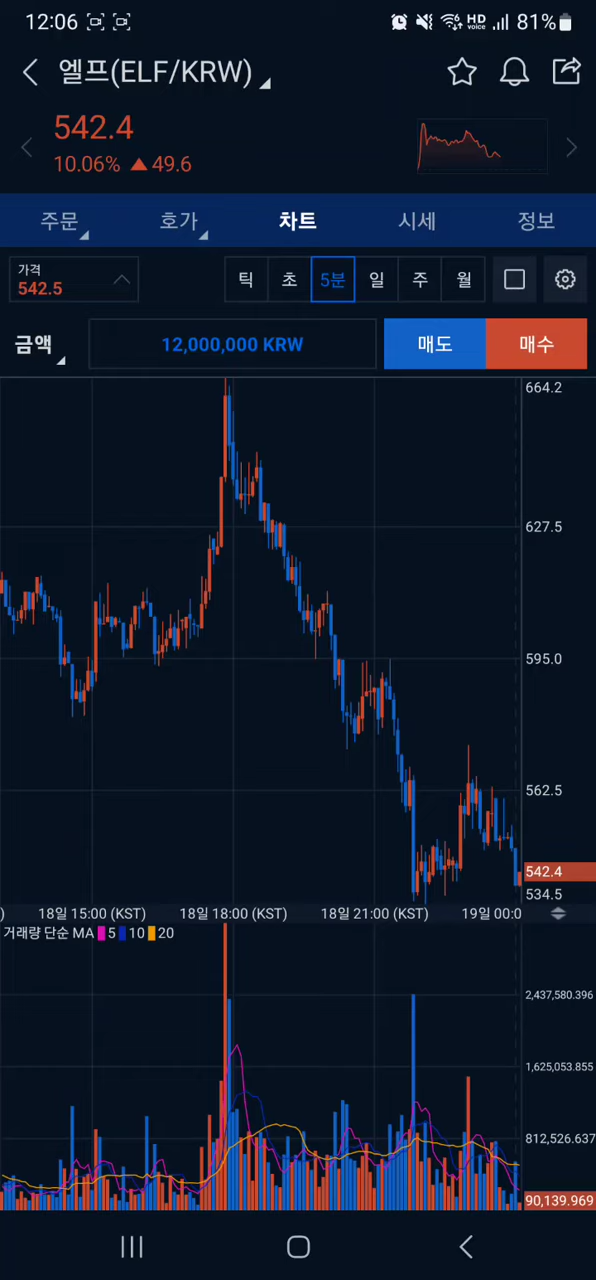 12:06 HD voice 81%
엘프(ELF/KRW)
542.4
10.06% ▲ 49.6
주문 호가 차트 시세 정보
가격
542.5
틱 초 5분 일 주 월
금액 12,000,000 KRW 매도 매수
664.2
627.5
595.0
562.5
542.4
534.5
) 18일 15:00 (KST) 18일 18:00 (KST) 18일 21:00 (KST) 19일 00:0
거래량 단순 MA 5 10 20
2,437,580.396
1,625,053.855
812,526.637
90,139.969